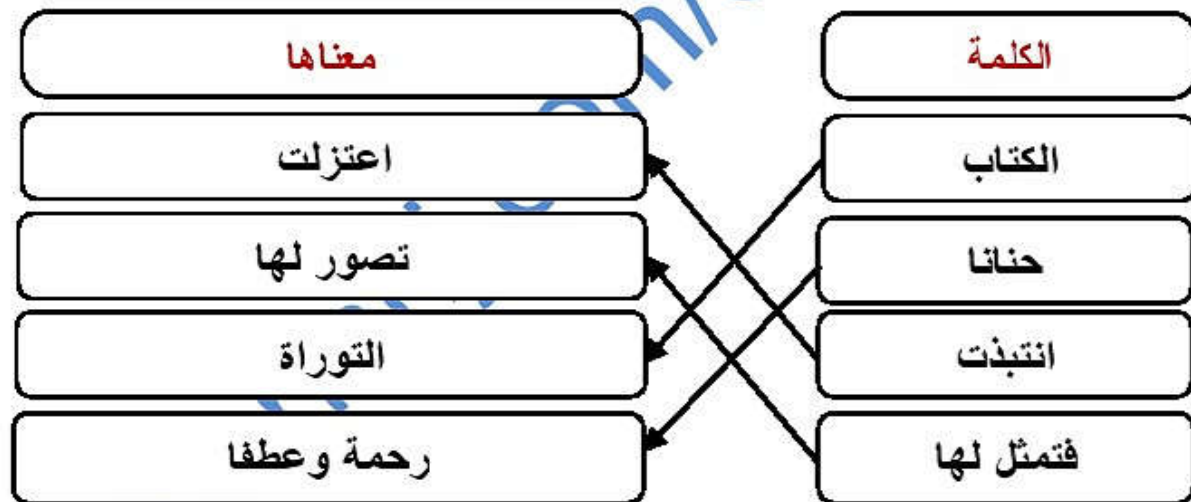 الكلمة معناها
الكتاب اعتزلت
حنانا تصور لها
انتبذت التوراة
فتمثل لها رحمة وعطفا